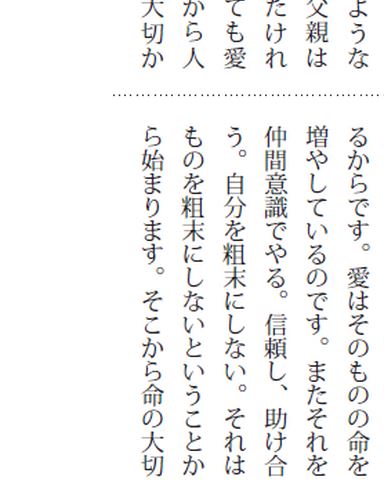 ような
父親は
たけれ
ても愛
から人
大切か
るからです。愛はそのものの命を
増やしているのです。またそれを
仲間意識でやる。信頼し、助け合
う。自分を粗末にしない。それは
ものを粗末にしないということか
ら始まります。そこから命の大切